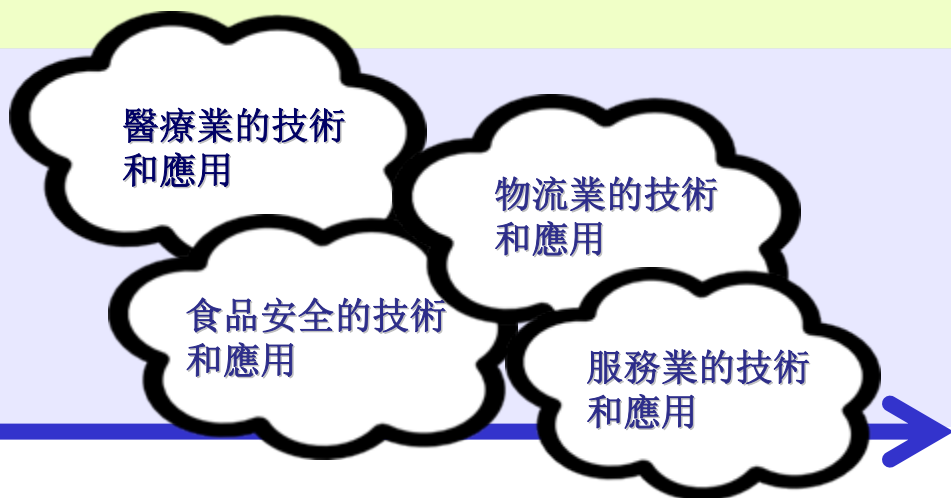 醫療業的技術
和應用
物流業的技術
和應用
食品安全的技術
和應用
服務業的技術
和應用